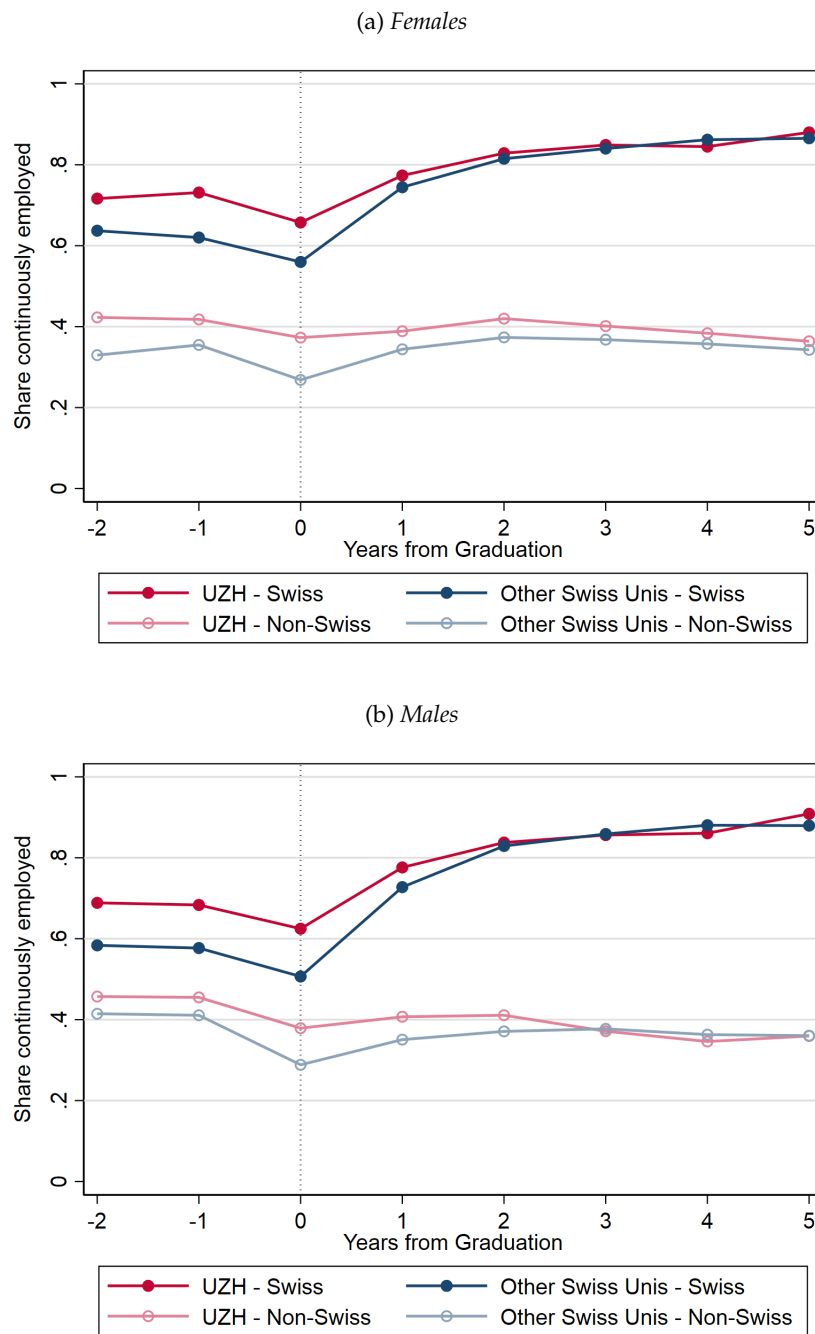 (a) Females
Share continuously employed
1
.8
.6
.4
.2
0
-2 -1 0 1 2 3 4 5
Years from Graduation
UZH - Swiss Other Swiss Unis - Swiss
UZH - Non-Swiss Other Swiss Unis - Non-Swiss
(b) Males
Share continuously employed
1
.8
.6
.4
.2
0
-2 -1 0 1 2 3 4 5
Years from Graduation
UZH - Swiss Other Swiss Unis - Swiss
UZH - Non-Swiss Other Swiss Unis - Non-Swiss